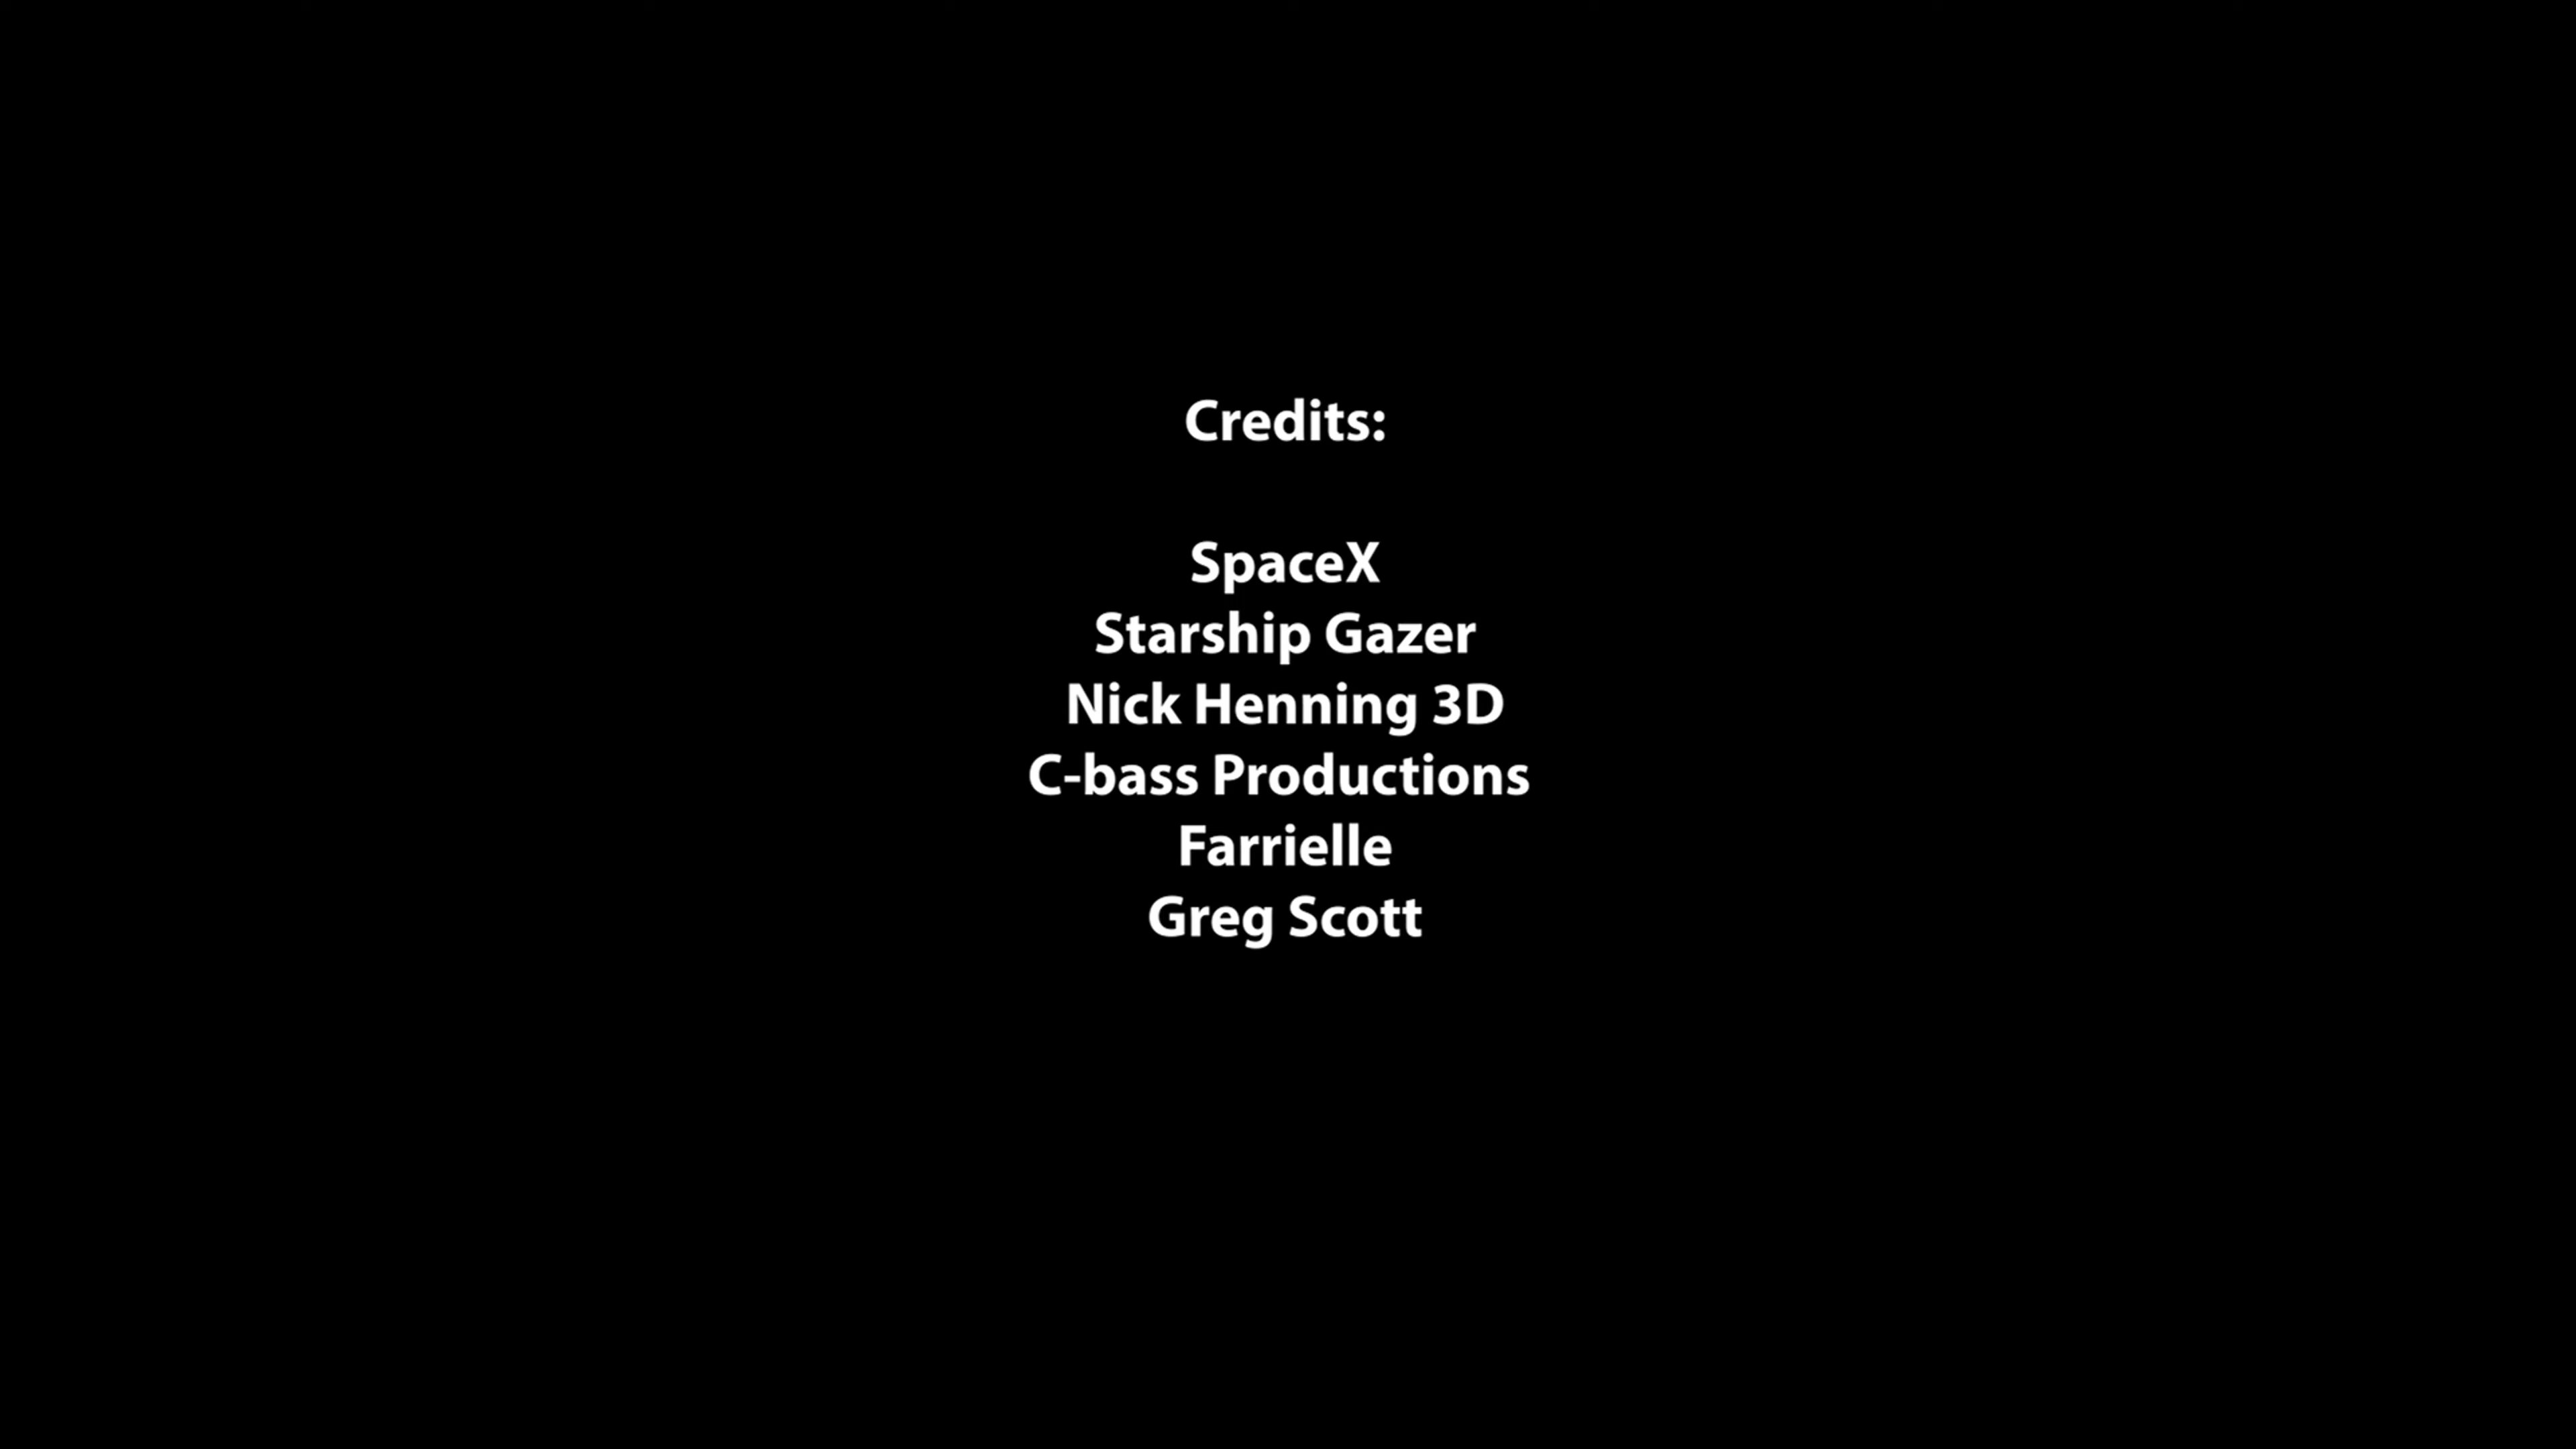 Credits:
SpaceX
Starship Gazer
Nick Henning 3D
C-bass Productions
Farrielle
Greg Scott